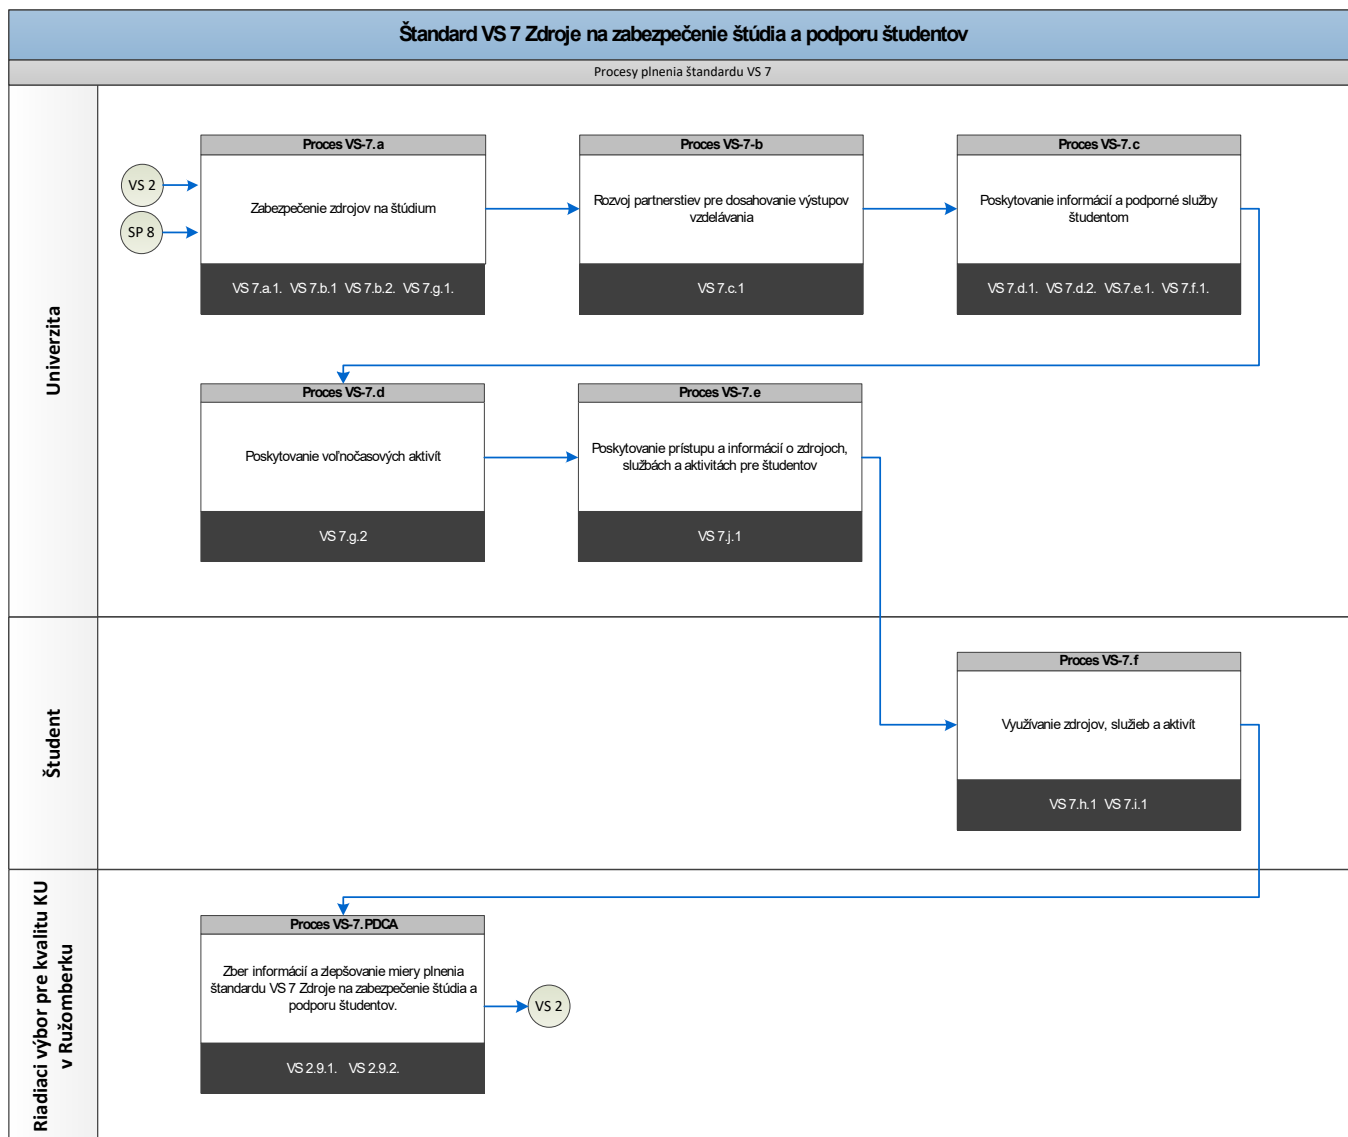 Štandard VS 7 Zdroje na zabezpečenie štúdia a podporu študentov
Procesy plnenia štandardu VS 7
Univerzita
VS 2
SP 8
Proces VS-7.a
Zabezpečenie zdrojov na štúdium
VS 7.a.1. VS 7.b.1 VS 7.b.2. VS 7.g.1.
Proces VS-7-b
Rozvoj partnerstiev pre dosahovanie výstupov
vzdelávania
VS 7.c.1
Proces VS-7.c
Poskytovanie informácií a podporné služby
študentom
VS 7.d.1. VS 7.d.2. VS.7.e.1. VS 7.f.1.
Proces VS-7.d
Poskytovanie voľnočasových aktivít
VS 7.g.2
Proces VS-7.e
Poskytovanie prístupu a informácií o zdrojoch,
službách a aktivitách pre študentov
VS 7.j.1
Študent
Proces VS-7.f
Využívanie zdrojov, služieb a aktivít
VS 7.h.1 VS 7.i.1
Riadiaci výbor pre kvalitu KU
v Ružomberku
Proces VS-7.PDCA
Zber informácií a zlepšovanie miery plnenia
štandardu VS 7 Zdroje na zabezpečenie štúdia a
podporu študentov.
VS 2.9.1. VS 2.9.2.
VS 2